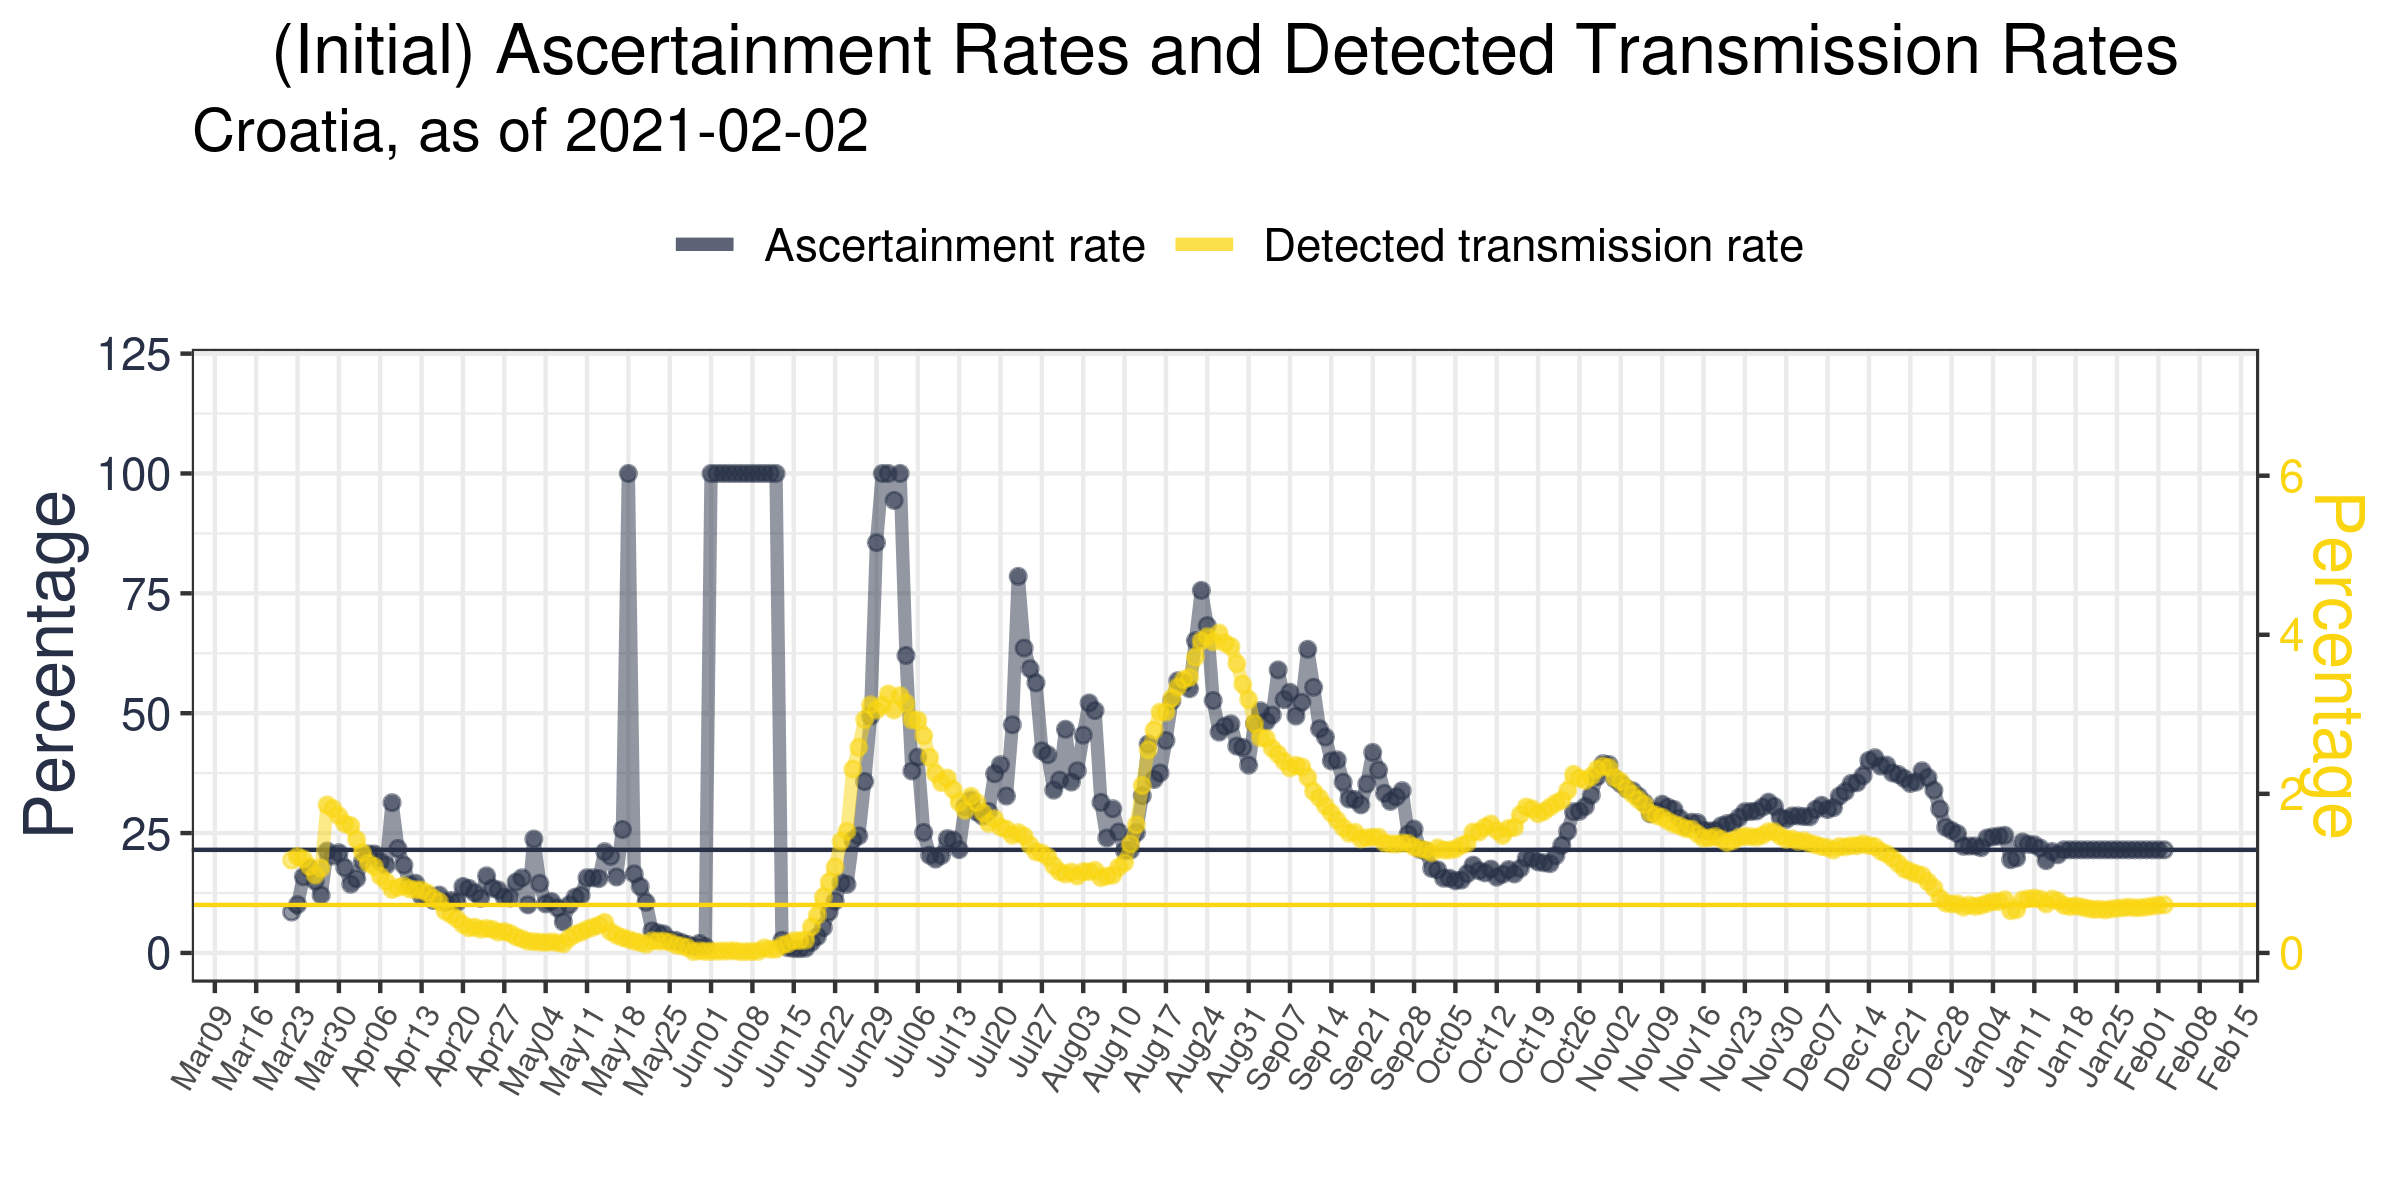 (Initial) Ascertainment Rates and Detected Transmission Rates
Croatia, as of 2021-02-02
Ascertainment rate
Detected transmission rate
Percentage
125
100
75
50
25
0
6
4
2
0
Percentage
Mar09
Mar16
Mar23
Mar30
Apr06
Apr13
Apr20
Apr27
May04
May11
May18
May25
Jun01
Jun08
Jun15
Jun22
Jun29
Jul06
Jul13
Jul20
Jul27
Aug03
Aug10
Aug17
Aug24
Aug31
Sep07
Sep14
Sep21
Sep28
Oct05
Oct12
Oct19
Oct26
Nov02
Nov09
Nov16
Nov23
Nov30
Dec07
Dec14
Dec21
Dec28
Jan04
Jan11
Jan18
Jan25
Feb01
Feb08
Feb15